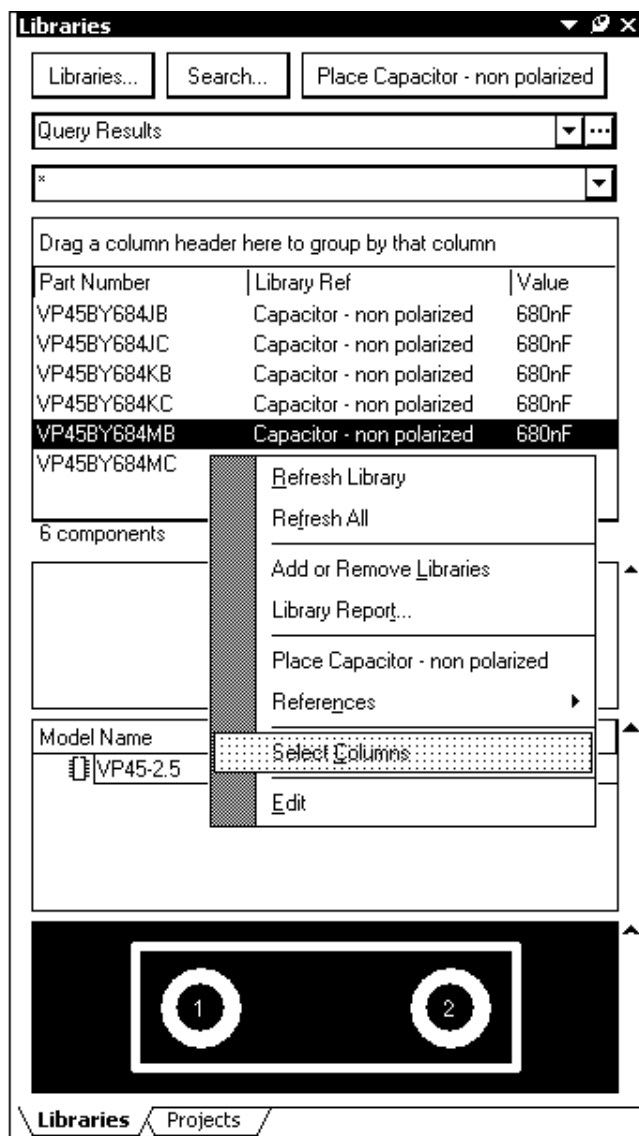 Libraries
Libraries... Search... Place Capacitor - non polarized
Query Results
*
Drag a column header here to group by that column
Part Number Library Ref Value
VP45BY684JB Capacitor - non polarized 680nF
VP45BY684JC Capacitor - non polarized 680nF
VP45BY684KB Capacitor - non polarized 680nF
VP45BY684KC Capacitor - non polarized 680nF
VP45BY684MB Capacitor - non polarized 680nF
VP45BY684MC
6 components
Refresh Library
Refresh All
Add or Remove Libraries
Library Report...
Place Capacitor - non polarized
References
Select Columns
Edit
Model Name
VP45-2.5
1 2
Libraries Projects